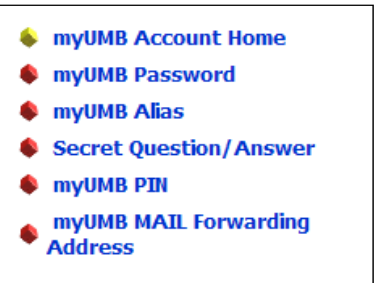 myUMB Account Home
myUMB Password
myUMB Alias
Secret Question/Answer
myUMB PIN
myUMB MAIL Forwarding
Address